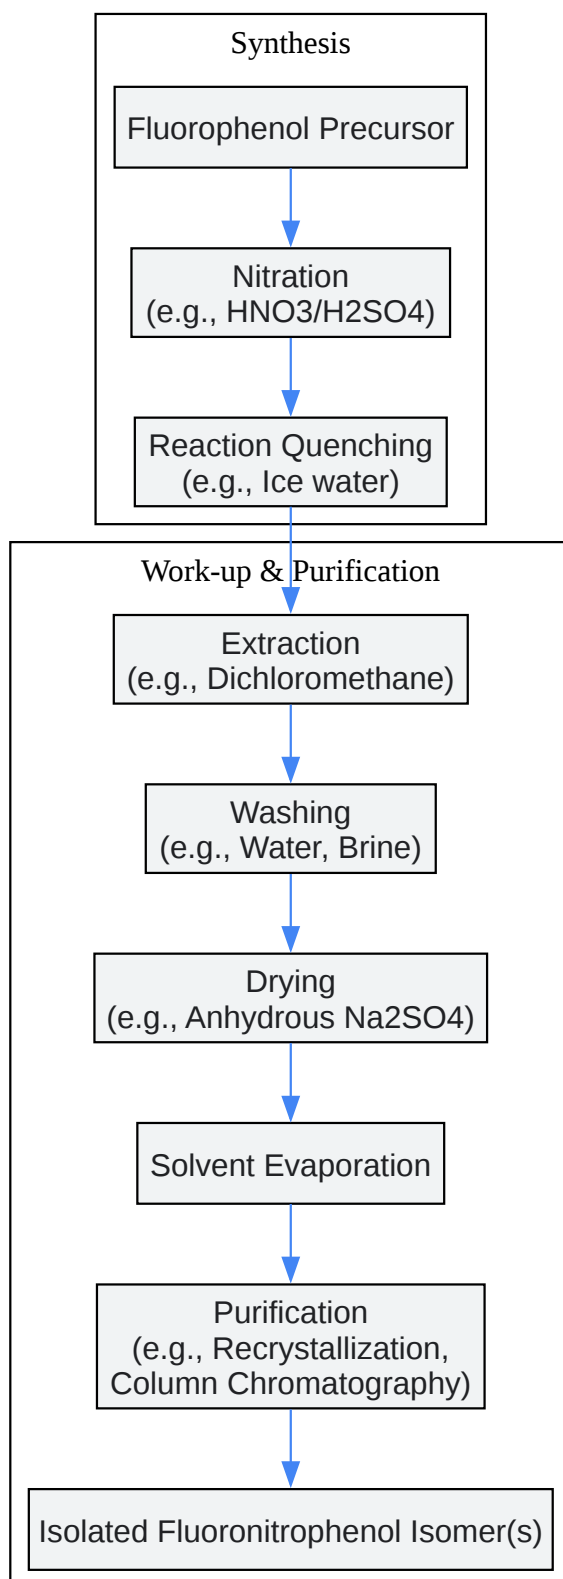 Synthesis
Fluorophenol Precursor
Nitration
(e.g., HNO3/H2SO4)
Reaction Quenching
(e.g., Ice water)
Work-up & Purification
Extraction
(e.g., Dichloromethane)
Washing
(e.g., Water, Brine)
Drying
(e.g., Anhydrous Na2SO4)
Solvent Evaporation
Purification
(e.g., Recrystallization,
Column Chromatography)
Isolated Fluoronitrophenol Isomer(s)